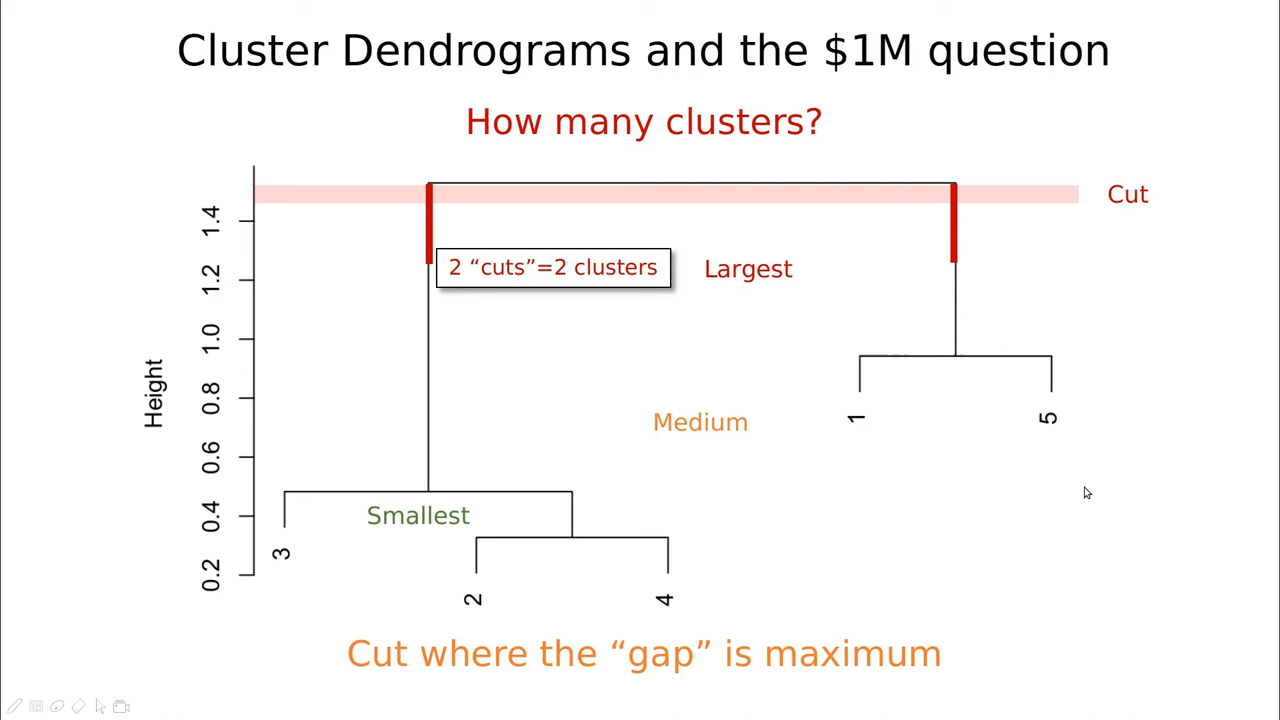 Cluster Dendrograms and the $1M question
How many clusters?
Cut
1.4
2 “cuts”=2 clusters
Largest
1.2
1.0
Height
0.8
1
5
Medium
0.6
0.4
Smallest
3
0.2
2
4
Cut where the “gap” is maximum